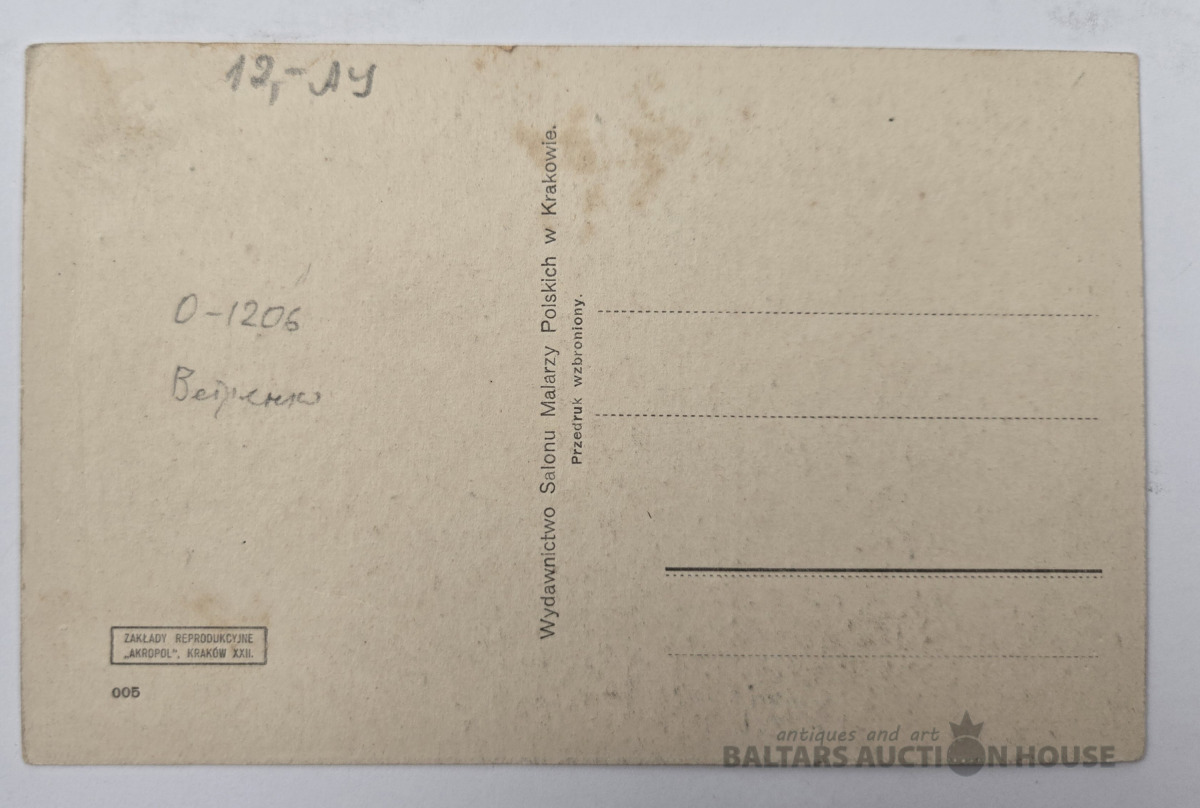 12,-
O-1206
Wydawnictwo Salonu Malarzy Polskich w Krakowie.
Przedruk wzbroniony.
ZAKŁADY REPRODUKCYJNE
„AKROPOL", KRAKÓW XXII.
005
antiques and art
BALTARS AUCTION HOUSE